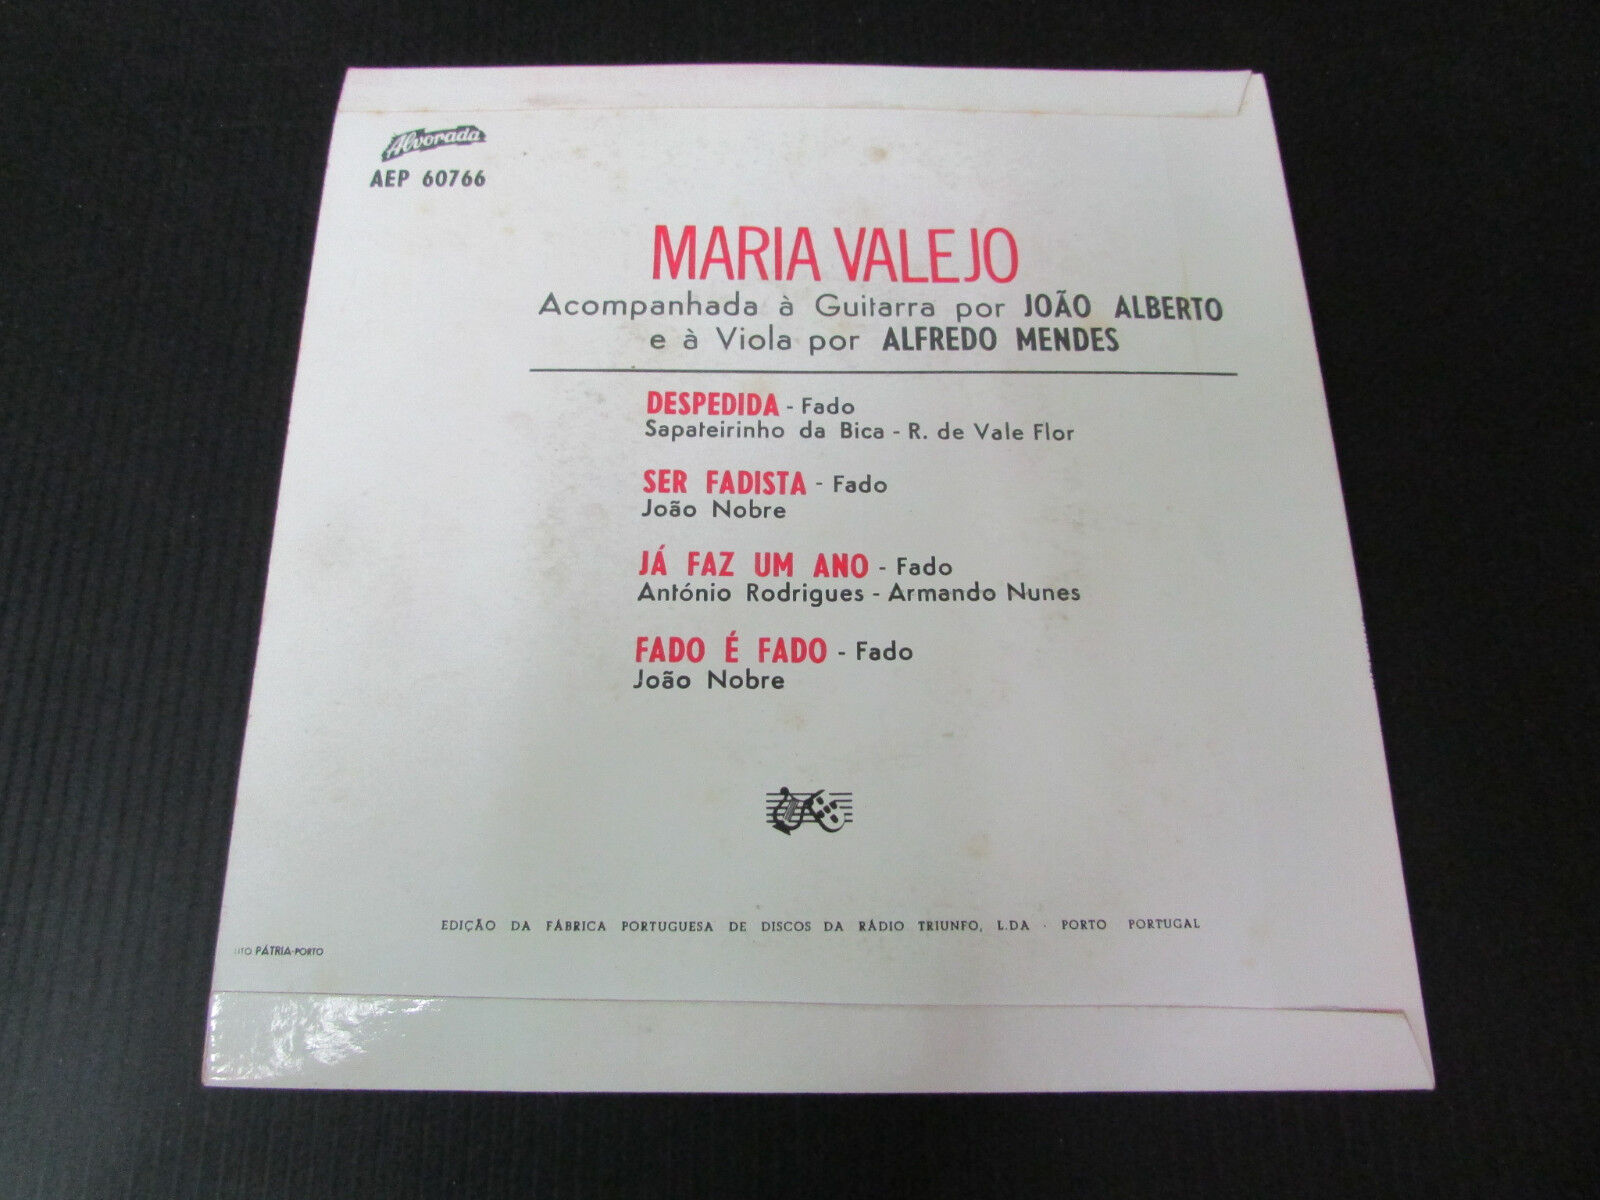 Alvorada
AEP 60766
MARIA VALEJO
Acompanhada à Guitarra por JOÃO ALBERTO
e à Viola por ALFREDO MENDES
DESPEDIDA - Fado
Sapateirinho da Bica - R. de Vale Flor
SER FADISTA - Fado
João Nobre
JÁ FAZ UM ANO - Fado
António Rodrigues - Armando Nunes
FADO É FADO - Fado
João Nobre
EDIÇÃO DA FÁBRICA PORTUGUESA DE DISCOS DA RÁDIO TRIUNFO, L.DA · PORTO PORTUGAL
PÁTRIA-PORTO